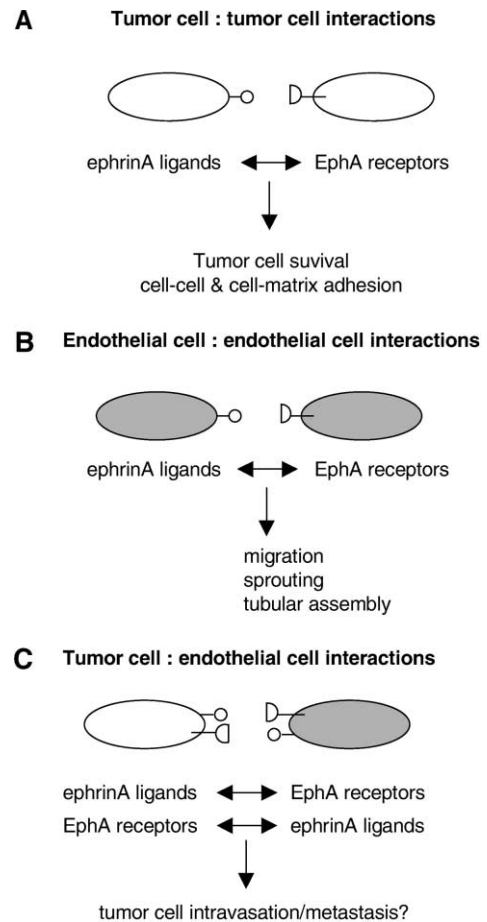 A Tumor cell : tumor cell interactions
ephrinA ligands EphA receptors
Tumor cell suvival
cell-cell & cell-matrix adhesion
B Endothelial cell : endothelial cell interactions
ephrinA ligands EphA receptors
migration
sprouting
tubular assembly
C Tumor cell : endothelial cell interactions
ephrinA ligands EphA receptors
EphA receptors ephrinA ligands
tumor cell intravasation/metastasis?